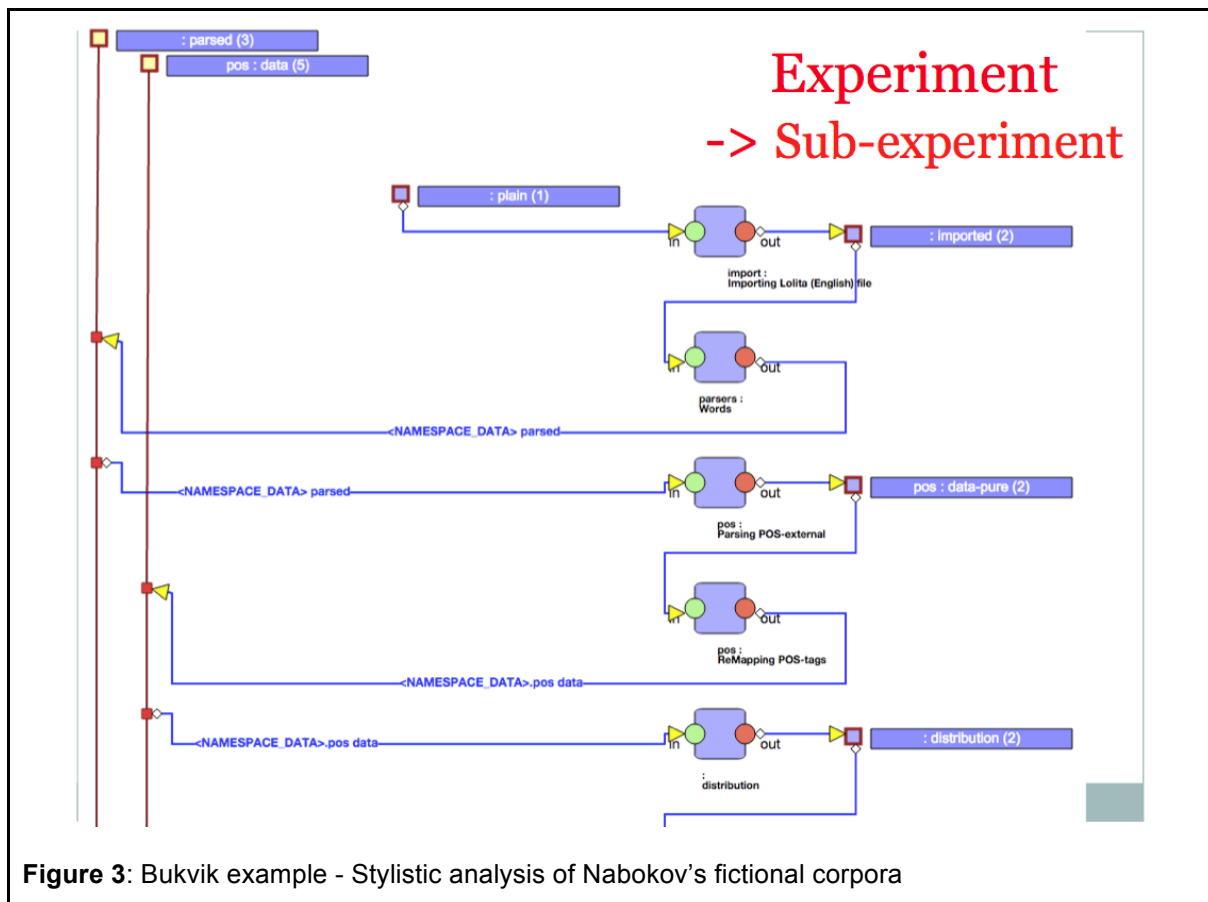 : parsed (3)
pos : data (5)
Experiment
-> Sub-experiment
: plain (1)
in
out
: imported (2)
import :
Importing Lolita (English) file
in
out
parsers :
Words
<NAMESPACE_DATA> parsed
<NAMESPACE_DATA> parsed
in
out
pos : data-pure (2)
pos :
Parsing POS-external
in
out
pos :
ReMapping POS-tags
<NAMESPACE_DATA>.pos data
<NAMESPACE_DATA>.pos data
in
out
: distribution (2)
:
distribution
Figure 3: Bukvik example - Stylistic analysis of Nabokov’s fictional corpora